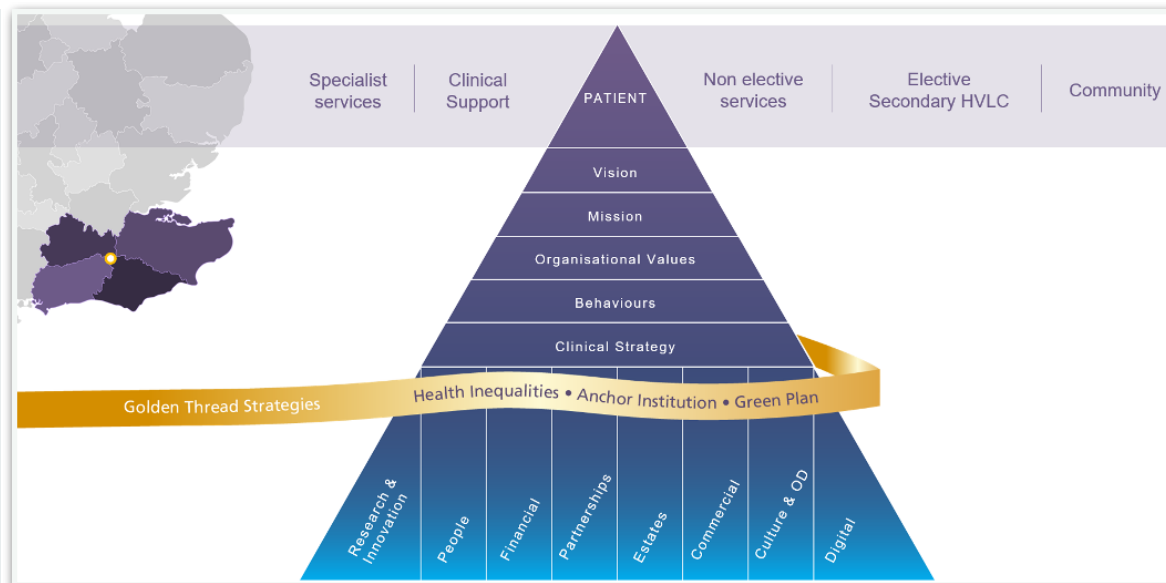 Specialist
services
Clinical
Support
PATIENT
Non elective
services
Elective
Secondary HVLC
Community
Vision
Mission
Organisational Values
Behaviours
Clinical Strategy
Golden Thread Strategies
Health Inequalities • Anchor Institution • Green Plan
Research &
Innovation
People
Financial
Partnerships
Estates
Commercial
Culture & OD
Digital